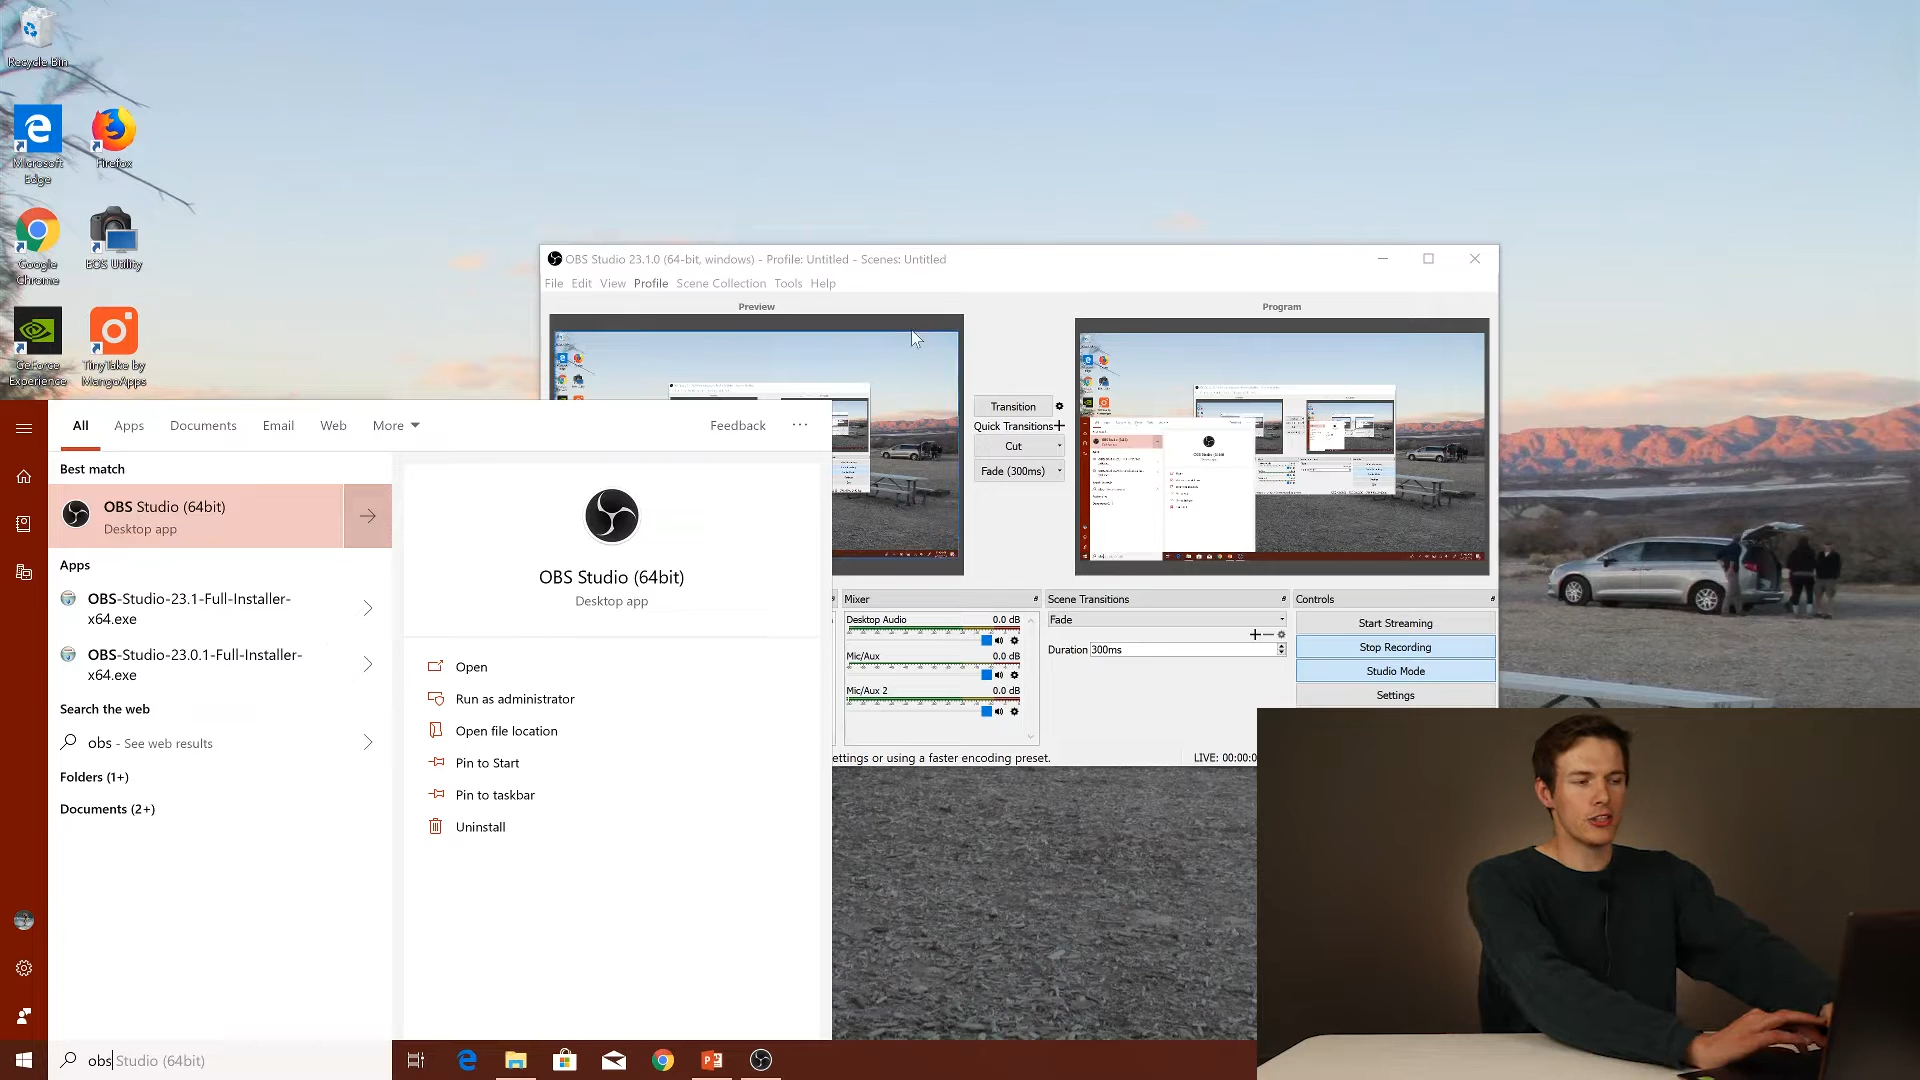 Recycle Bin
Microsoft
Edge
Firefox
Google
Chrome
EOS Utility
GeForce
Experience
TinyTake by
MangoApps
OBS Studio 23.1.0 (64-bit, windows) - Profile: Untitled - Scenes: Untitled
File Edit View Profile Scene Collection Tools Help
Preview
Program
Transition
Quick Transitions
Cut
Fade (300ms)
All Apps Documents Email Web More
Feedback
Best match
OBS Studio (64bit)
Desktop app
Apps
OBS-Studio-23.1-Full-Installer-
x64.exe
OBS-Studio-23.0.1-Full-Installer-
x64.exe
Search the web
obs - See web results
Folders (1+)
Documents (2+)
OBS Studio (64bit)
Desktop app
Open
Run as administrator
Open file location
Pin to Start
Pin to taskbar
Uninstall
Mixer
Desktop Audio 0.0 dB
Mic/Aux 0.0 dB
Mic/Aux 2 0.0 dB
Scene Transitions
Fade
Duration 300ms
Controls
Start Streaming
Stop Recording
Studio Mode
Settings
ettings or using a faster encoding preset.
LIVE: 00:00:0
obs Studio (64bit)